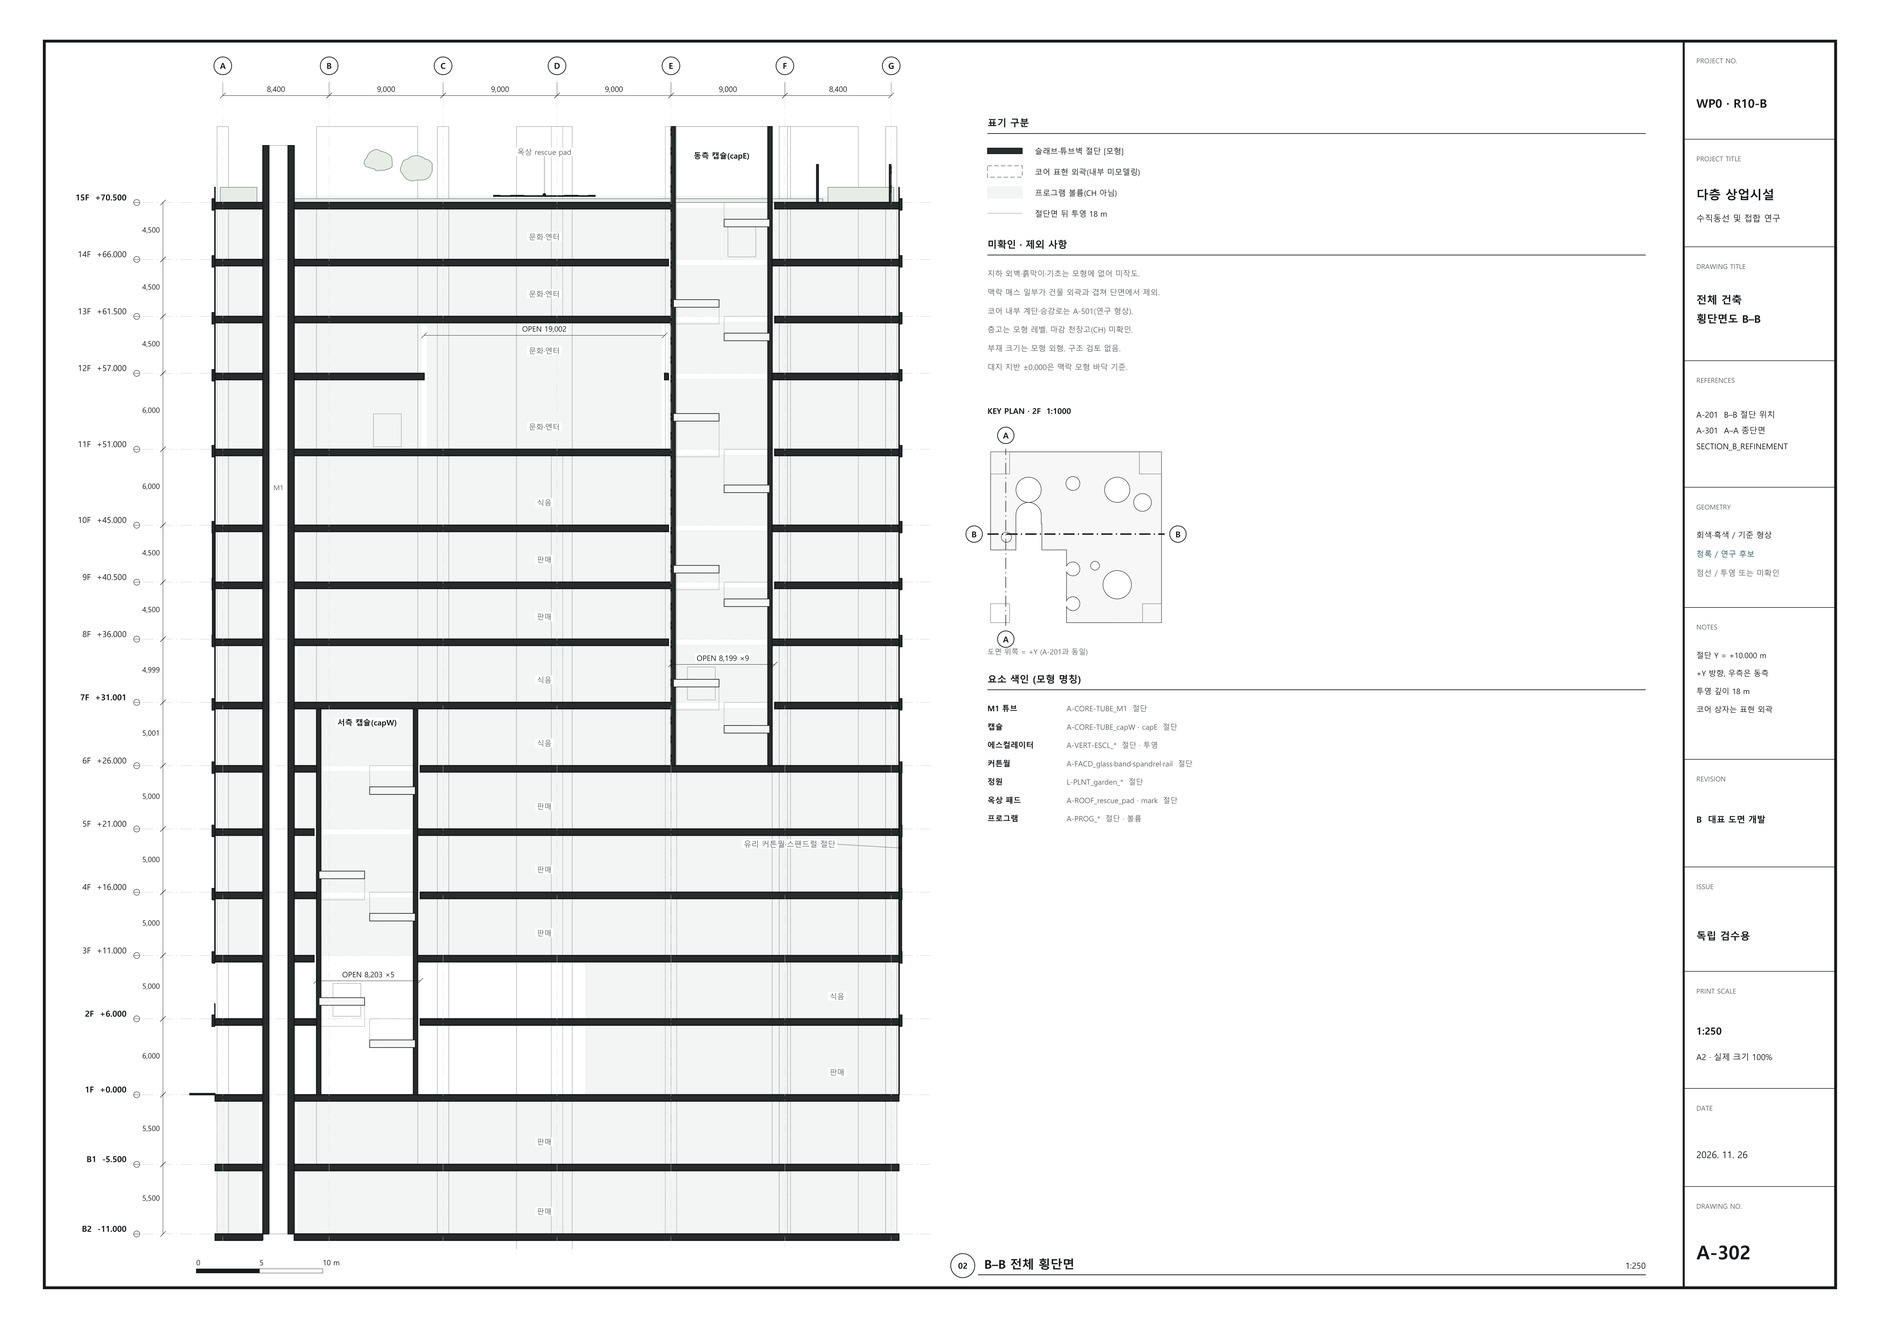 A B C D E F G
8,400 9,000 9,000 9,000 9,000 8,400
옥상 rescue pad
동측 캡슐(capE)
15F +70.500
4,500
문화·엔터
14F +66.000
4,500
문화·엔터
13F +61.500
OPEN 19,002
4,500
문화·엔터
12F +57.000
6,000
문화·엔터
11F +51.000
6,000
M1
식음
10F +45.000
4,500
판매
9F +40.500
4,500
판매
8F +36.000
OPEN 8,199 ×9
4,999
식음
7F +31.001
서측 캡슐(capW)
5,001
식음
6F +26.000
5,000
판매
5F +21.000
유리 커튼월·스팬드럴 절단
5,000
판매
4F +16.000
5,000
판매
3F +11.000
OPEN 8,203 ×5
5,000
식음
2F +6.000
6,000
판매
1F +0.000
5,500
판매
B1 -5.500
5,500
판매
B2 -11.000
0 5 10 m
표기 구분
슬래브·튜브벽 절단 [모형]
코어 표현 외곽(내부 미모델링)
프로그램 볼륨(CH 아님)
절단면 뒤 투영 18 m
미확인 · 제외 사항
지하 외벽·흙막이·기초는 모형에 없어 미작도.
맥락 매스 일부가 건물 외곽과 겹쳐 단면에서 제외.
코어 내부 계단·승강로는 A-501(연구 형상).
층고는 모형 레벨. 마감 천장고(CH) 미확인.
부재 크기는 모형 외형. 구조 검토 없음.
대지 지반 ±0.000은 맥락 모형 바닥 기준.
KEY PLAN · 2F 1:1000
A
B B
A
도면 위쪽 = +Y (A-201과 동일)
요소 색인 (모형 명칭)
M1 튜브 A-CORE-TUBE_M1 절단
캡슐 A-CORE-TUBE_capW · capE 절단
에스컬레이터 A-VERT-ESCL_* 절단 · 투영
커튼월 A-FACD_glass·band·spandrel·rail 절단
정원 L-PLNT_garden_* 절단
옥상 패드 A-ROOF_rescue_pad · mark 절단
프로그램 A-PROG_* 절단 · 볼륨
02 B–B 전체 횡단면 1:250
PROJECT NO.
WP0 · R10-B
PROJECT TITLE
다층 상업시설
수직동선 및 접합 연구
DRAWING TITLE
전체 건축
횡단면도 B–B
REFERENCES
A-201 B–B 절단 위치
A-301 A–A 종단면
SECTION_B_REFINEMENT
GEOMETRY
회색·흑색 / 기준 형상
청록 / 연구 후보
점선 / 투영 또는 미확인
NOTES
절단 Y = +10.000 m
+Y 방향, 우측은 동측
투영 깊이 18 m
코어 상자는 표현 외곽
REVISION
B 대표 도면 개발
ISSUE
독립 검수용
PRINT SCALE
1:250
A2 · 실제 크기 100%
DATE
2026. 11. 26
DRAWING NO.
A-302